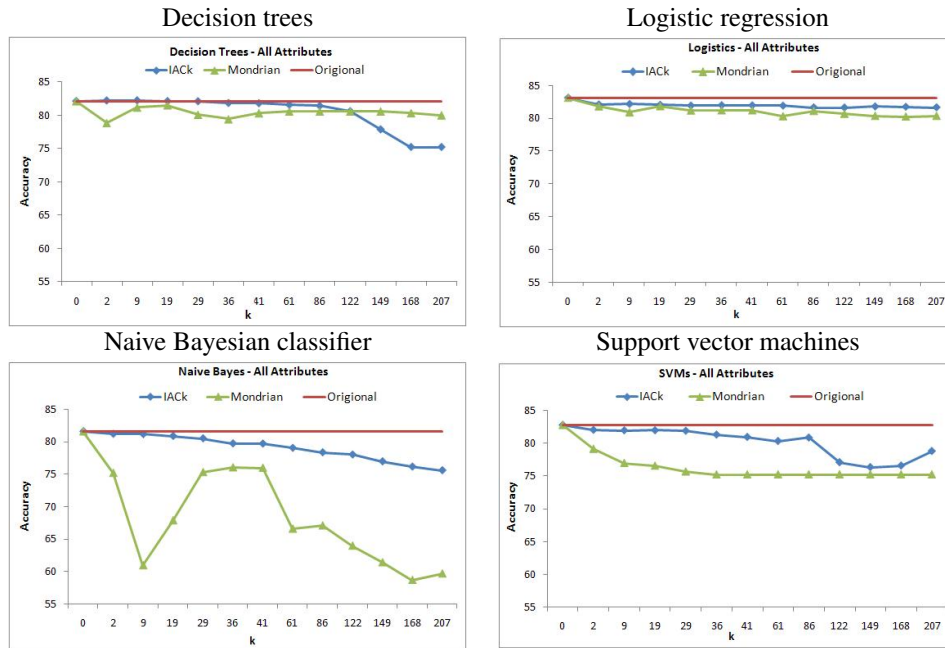 Decision trees
Decision Trees - All Attributes
IACk Mondrian Origional
85
80
75
70
65
60
55
Accuracy
0 2 9 19 29 36 41 61 86 122 149 168 207
k
Logistic regression
Logistics - All Attributes
IACk Mondrian Origional
85
80
75
70
65
60
55
Accuracy
0 2 9 19 29 36 41 61 86 122 149 168 207
k
Naive Bayesian classifier
Naive Bayes - All Attributes
IACk Mondrian Origional
85
80
75
70
65
60
55
Accuracy
0 2 9 19 29 36 41 61 86 122 149 168 207
k
Support vector machines
SVMs - All Attributes
IACk Mondrian Origional
85
80
75
70
65
60
55
Accuracy
0 2 9 19 29 36 41 61 86 122 149 168 207
k